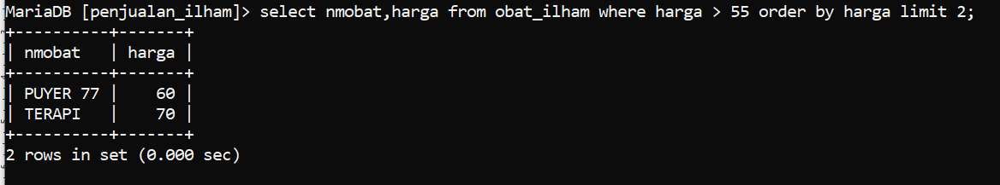 MariaDB [penjualan_ilham]> select nmobat,harga from obat_ilham where harga > 55 order by harga limit 2;
+----------+-------+
| nmobat   | harga |
+----------+-------+
| PUYER 77 |    60 |
| TERAPI   |    70 |
+----------+-------+
2 rows in set (0.000 sec)